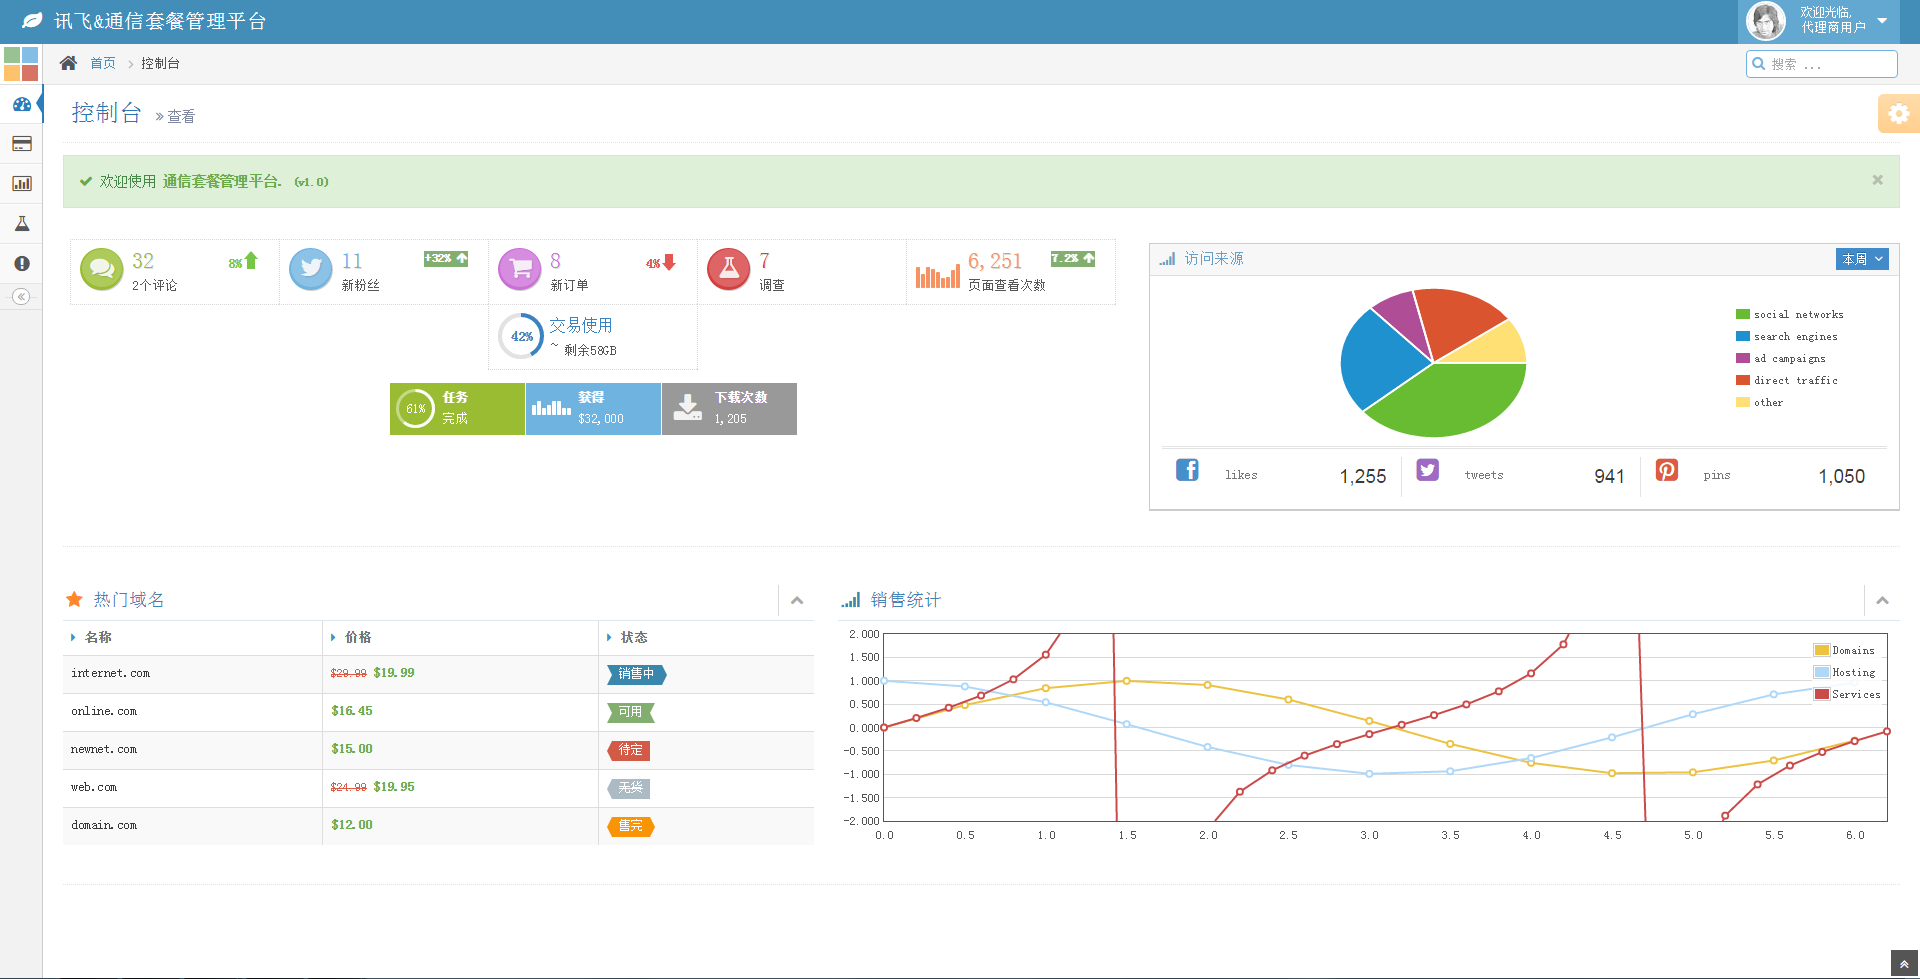 讯飞&通信套餐管理平台
欢迎光临,
代理商用户
首页
控制台
搜索 ...
控制台 » 查看
欢迎使用 通信套餐管理平台. (v1.0)
×
32
2个评论
8%
11
新粉丝
+32%
8
新订单
4%
7
调查
6,251
页面查看次数
7.2%
42%
交易使用
~ 剩余58GB
61%
任务
完成
获得
$32,000
下载次数
1,205
访问来源
本周
social networks
search engines
ad campaigns
direct traffic
other
likes 1,255
tweets 941
pins 1,050
热门域名
名称 价格 状态
internet.com $29.99 $19.99 销售中
online.com $16.45 可用
newnet.com $15.00 待定
web.com $24.99 $19.95 无货
domain.com $12.00 售完
销售统计
2.000
1.500
1.000
0.500
0.000
-0.500
-1.000
-1.500
-2.000
0.0 0.5 1.0 1.5 2.0 2.5 3.0 3.5 4.0 4.5 5.0 5.5 6.0
Domains
Hosting
Services